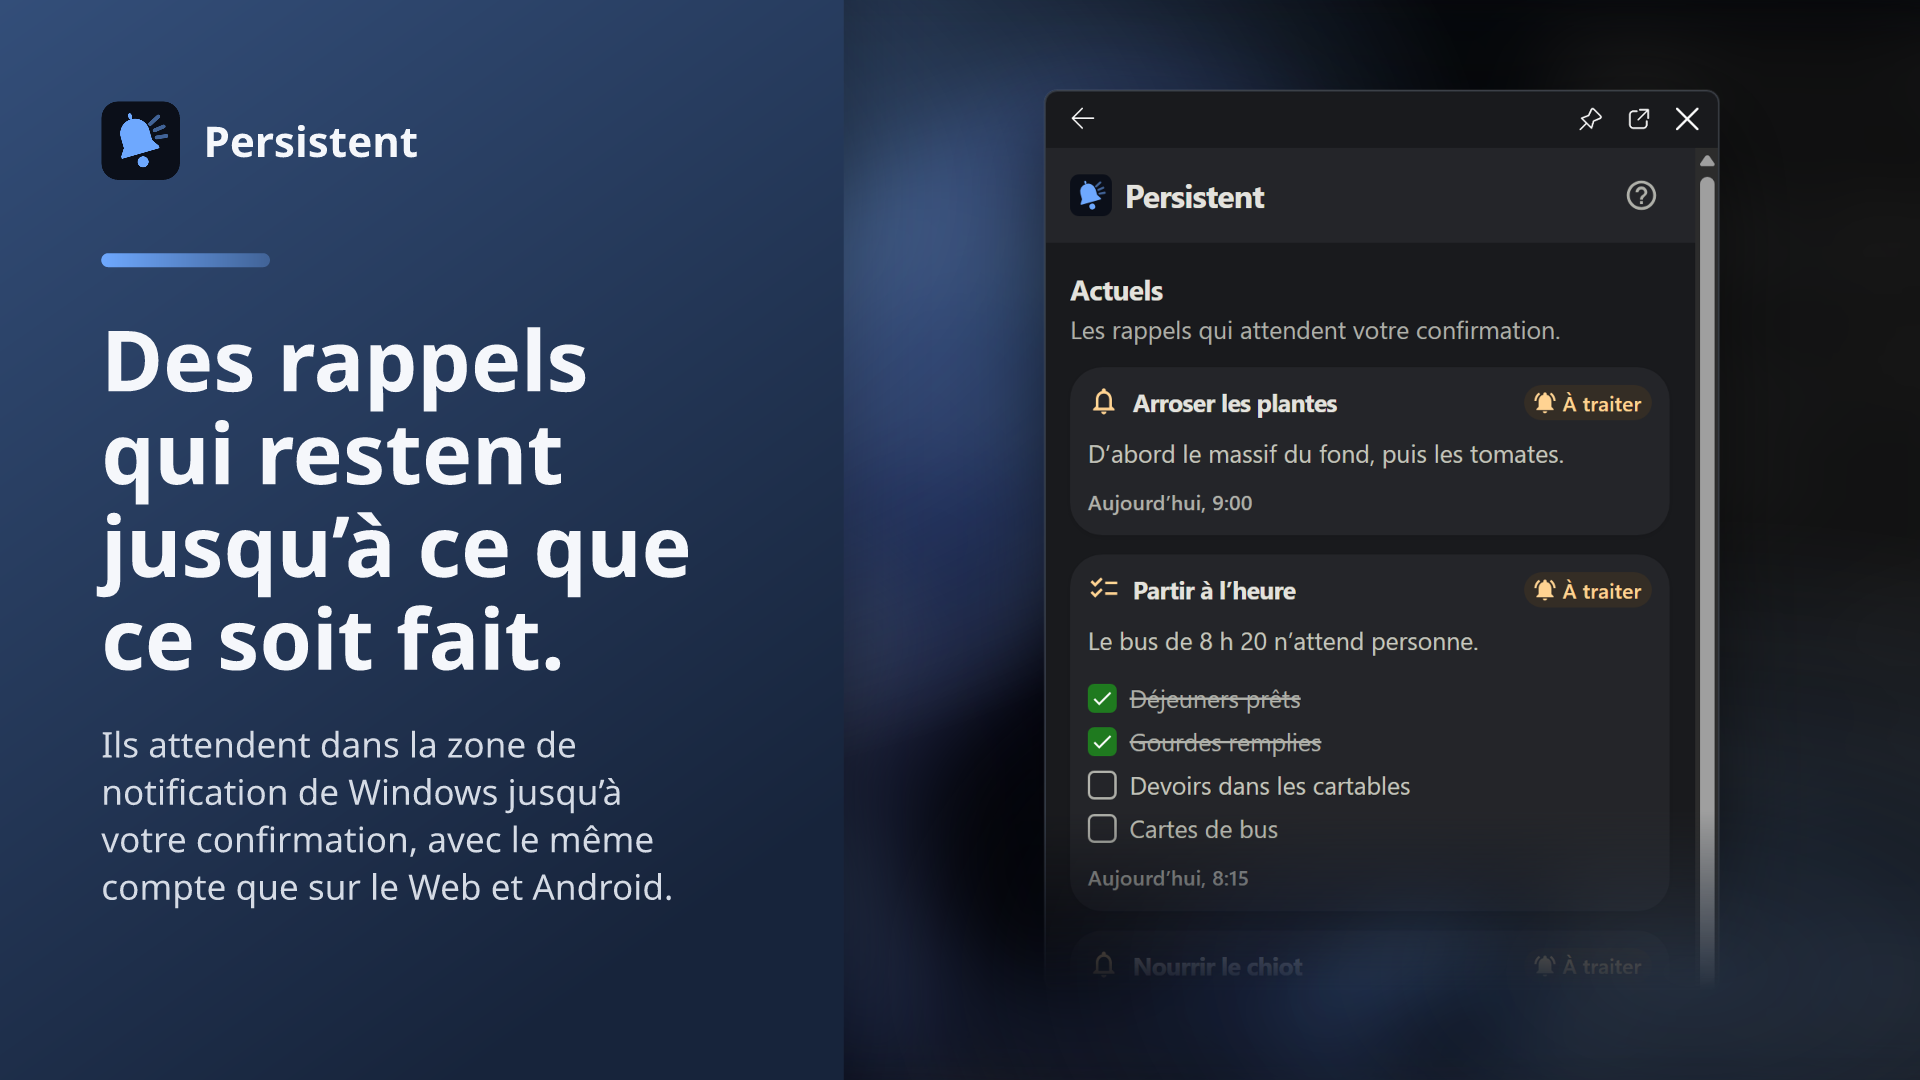 Persistent
Des rappels
qui restent
jusqu’à ce que
ce soit fait.
Ils attendent dans la zone de
notification de Windows jusqu’à
votre confirmation, avec le même
compte que sur le Web et Android.
Persistent
Actuels
Les rappels qui attendent votre confirmation.
Arroser les plantes
À traiter
D’abord le massif du fond, puis les tomates.
Aujourd’hui, 9:00
Partir à l’heure
À traiter
Le bus de 8 h 20 n’attend personne.
Déjeuners prêts
Gourdes remplies
Devoirs dans les cartables
Cartes de bus
Aujourd’hui, 8:15
Nourrir le chiot
À traiter